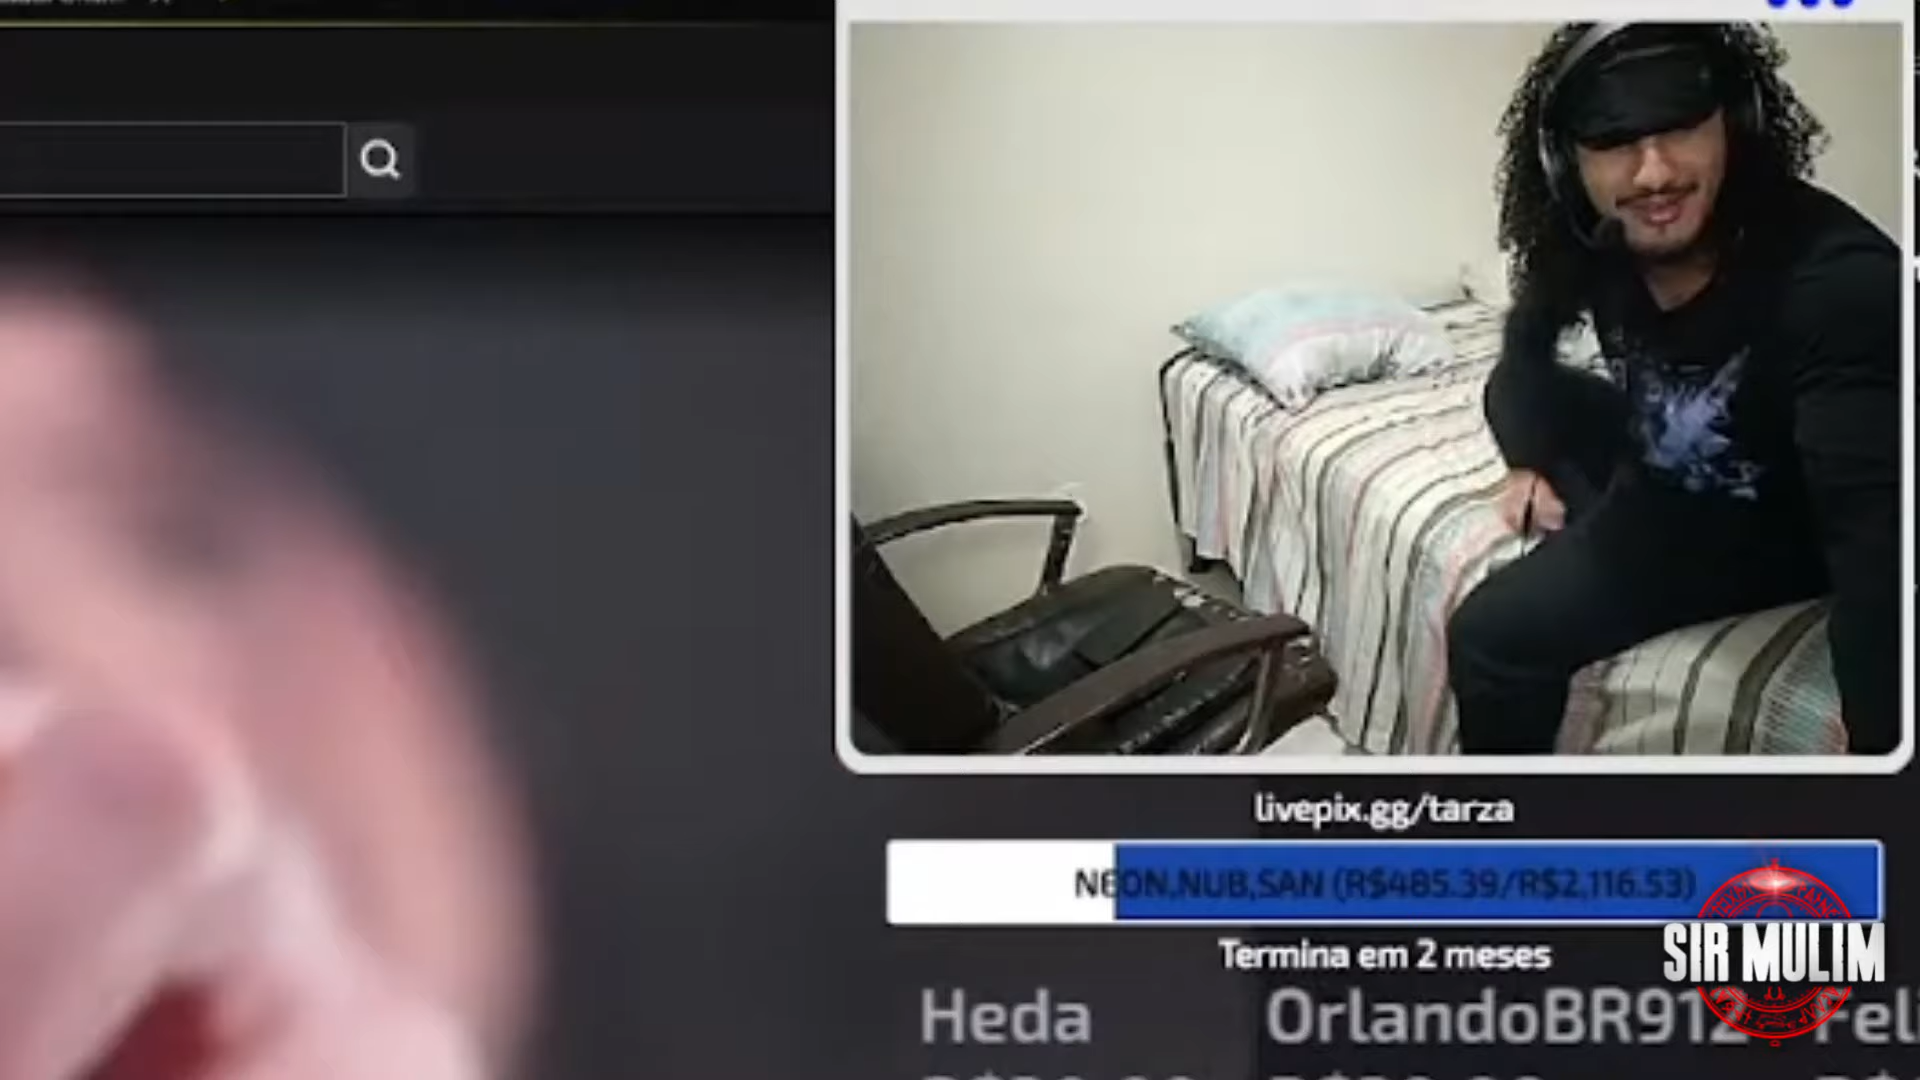 livepix.gg/tarza
NEON,NUB,SAN (R$485.39/R$2,116.53)
Termina em 2 meses
SIR MULIM
Heda OrlandoBR912 Feli